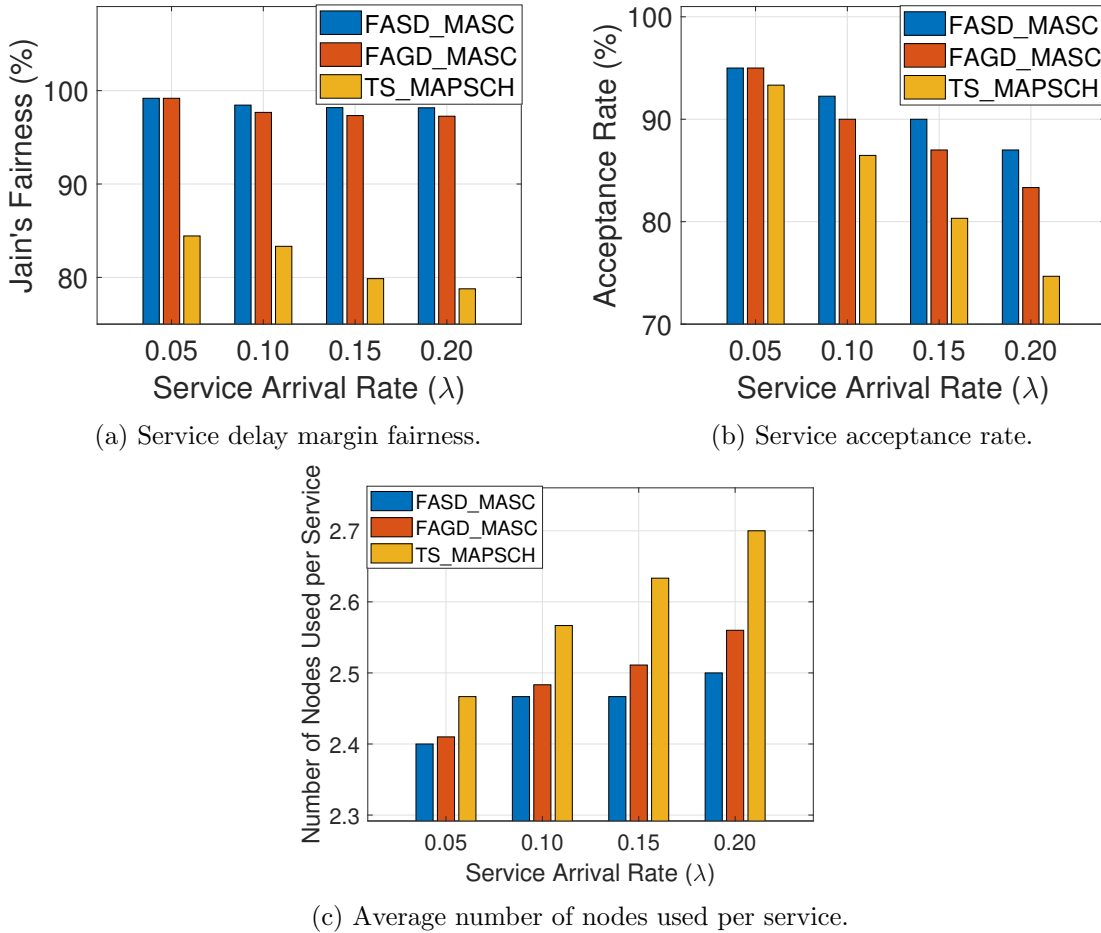 Jain's Fairness (%)
100
90
80
FASD_MASC
FAGD_MASC
TS_MAPSCH
0.05 0.10 0.15 0.20
Service Arrival Rate (λ)
(a) Service delay margin fairness.
Acceptance Rate (%)
100
90
80
70
FASD_MASC
FAGD_MASC
TS_MAPSCH
0.05 0.10 0.15 0.20
Service Arrival Rate (λ)
(b) Service acceptance rate.
Number of Nodes Used per Service
2.7
2.6
2.5
2.4
2.3
FASD_MASC
FAGD_MASC
TS_MAPSCH
0.05 0.10 0.15 0.20
Service Arrival Rate (λ)
(c) Average number of nodes used per service.